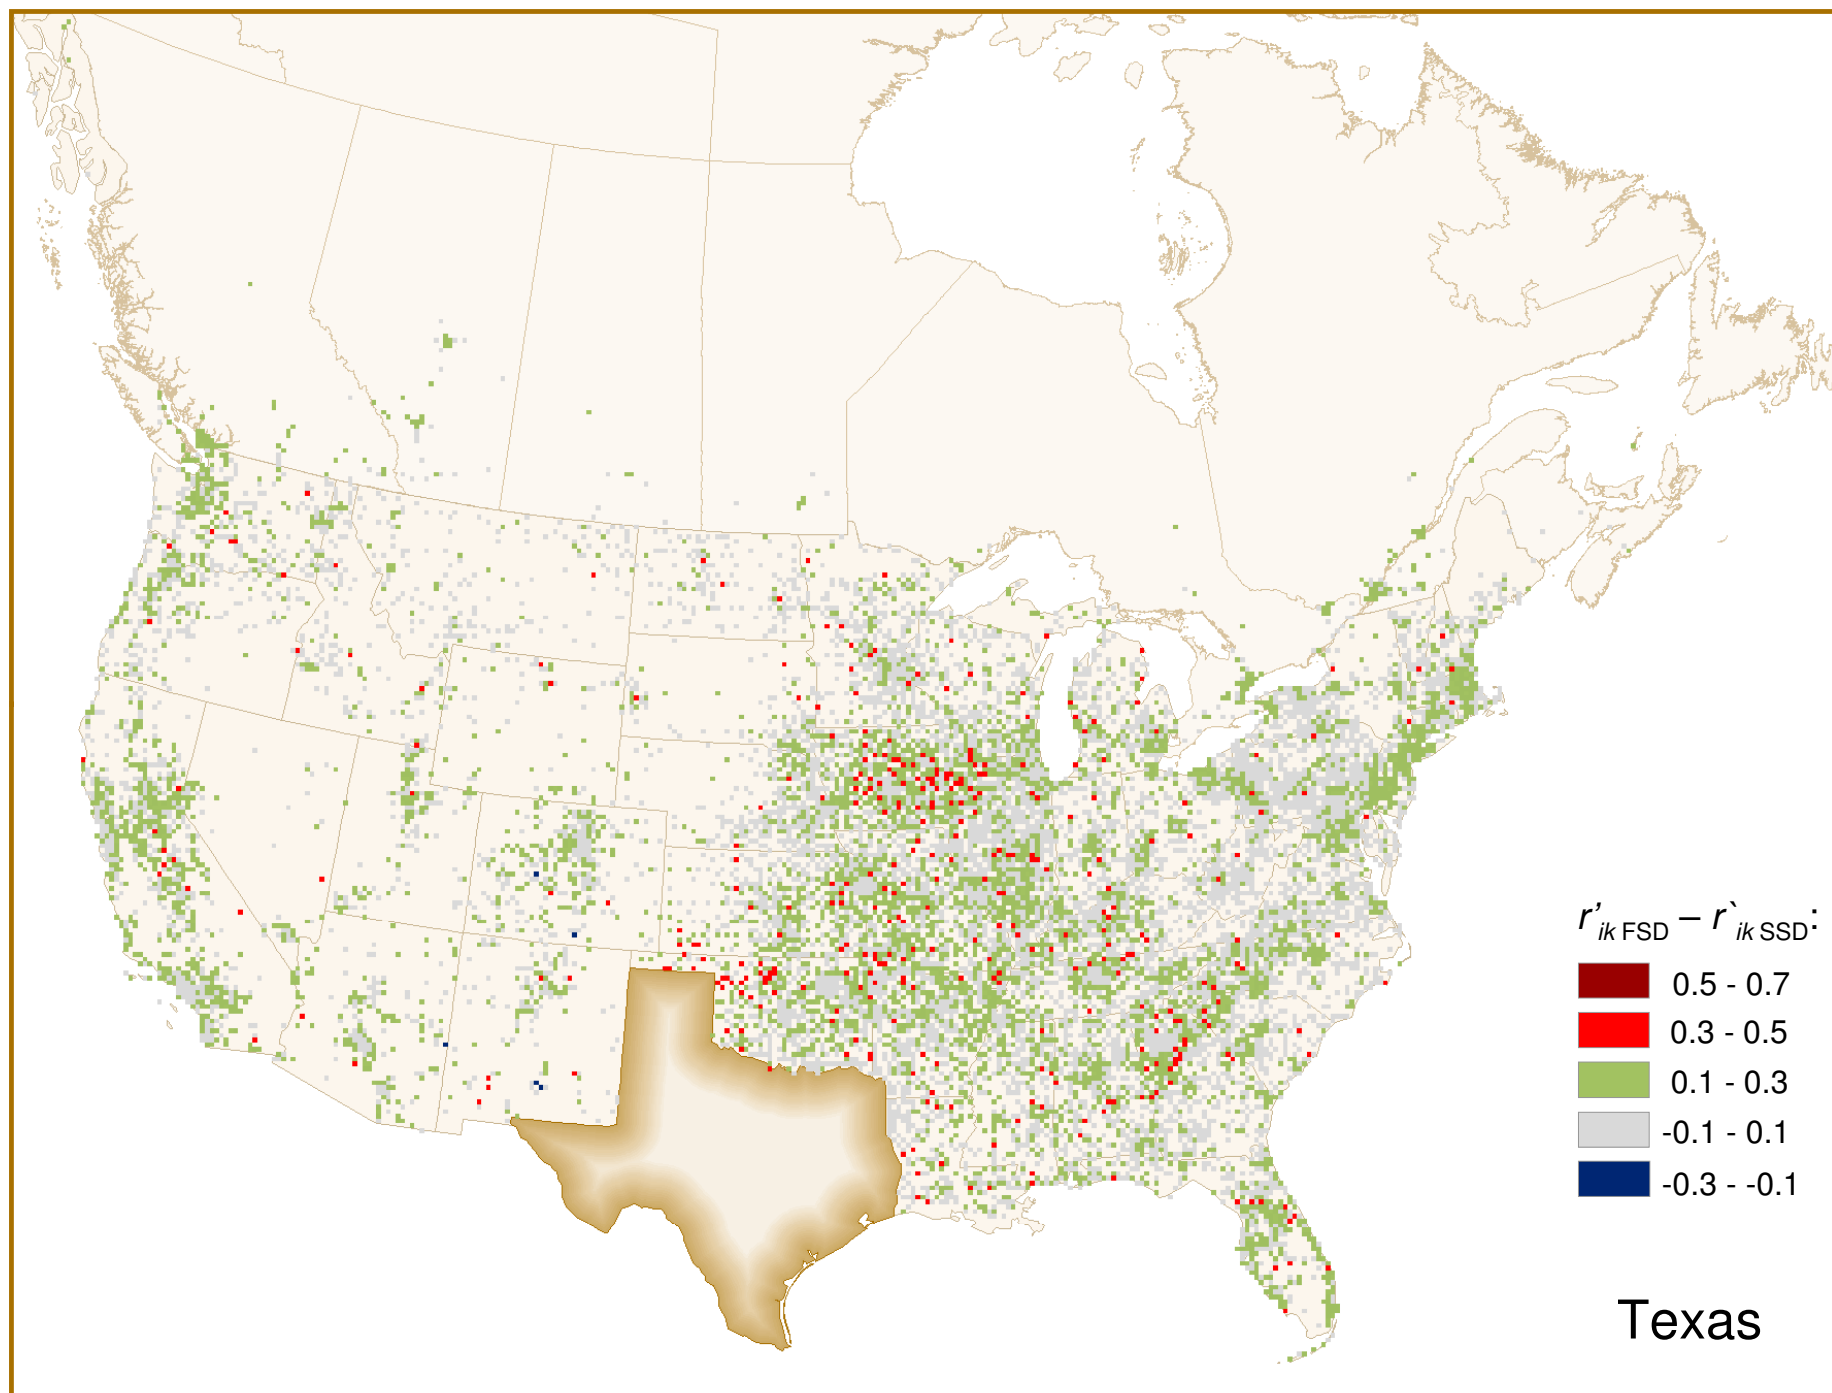 r’ik FSD – r`ik SSD:
0.5 - 0.7
0.3 - 0.5
0.1 - 0.3
-0.1 - 0.1
-0.3 - -0.1
Texas